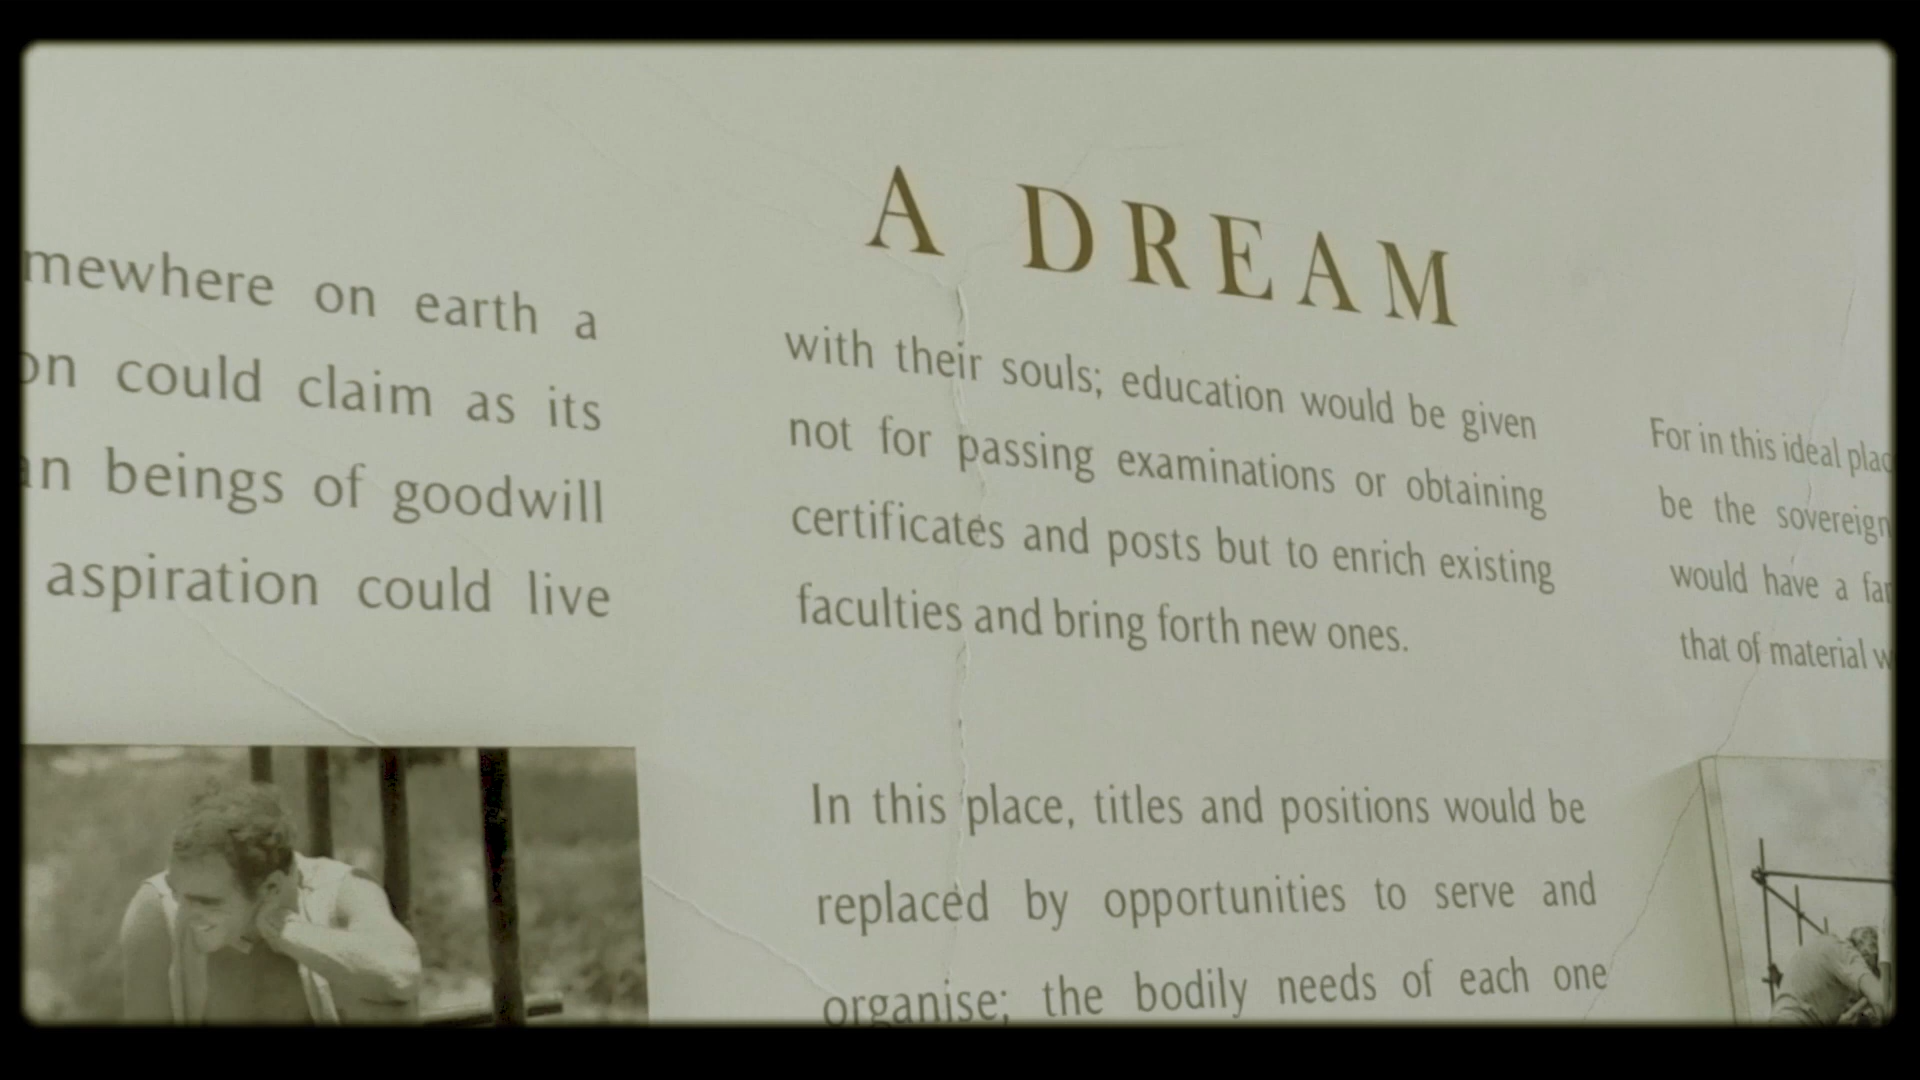 A DREAM
mewhere on earth a
on could claim as its
an beings of goodwill
aspiration could live
with their souls; education would be given
not for passing examinations or obtaining
certificates and posts but to enrich existing
faculties and bring forth new ones.
In this place, titles and positions would be
replaced by opportunities to serve and
organise; the bodily needs of each one
For in this ideal plac
be the sovereign
would have a far
that of material w